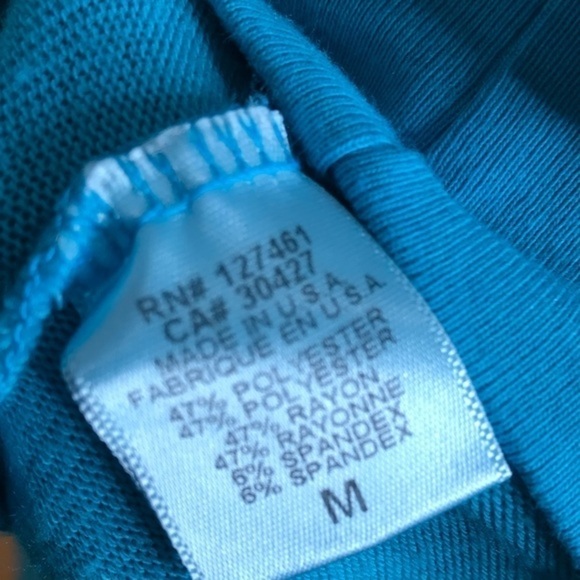 RN# 127461
CA# 30427
MADE IN U.S.A.
FABRIQUE EN U S A
47% POLYESTER
47% POLYESTER
47% RAYON
47% RAYONNE
6% SPANDEX
6% SPANDEX
M